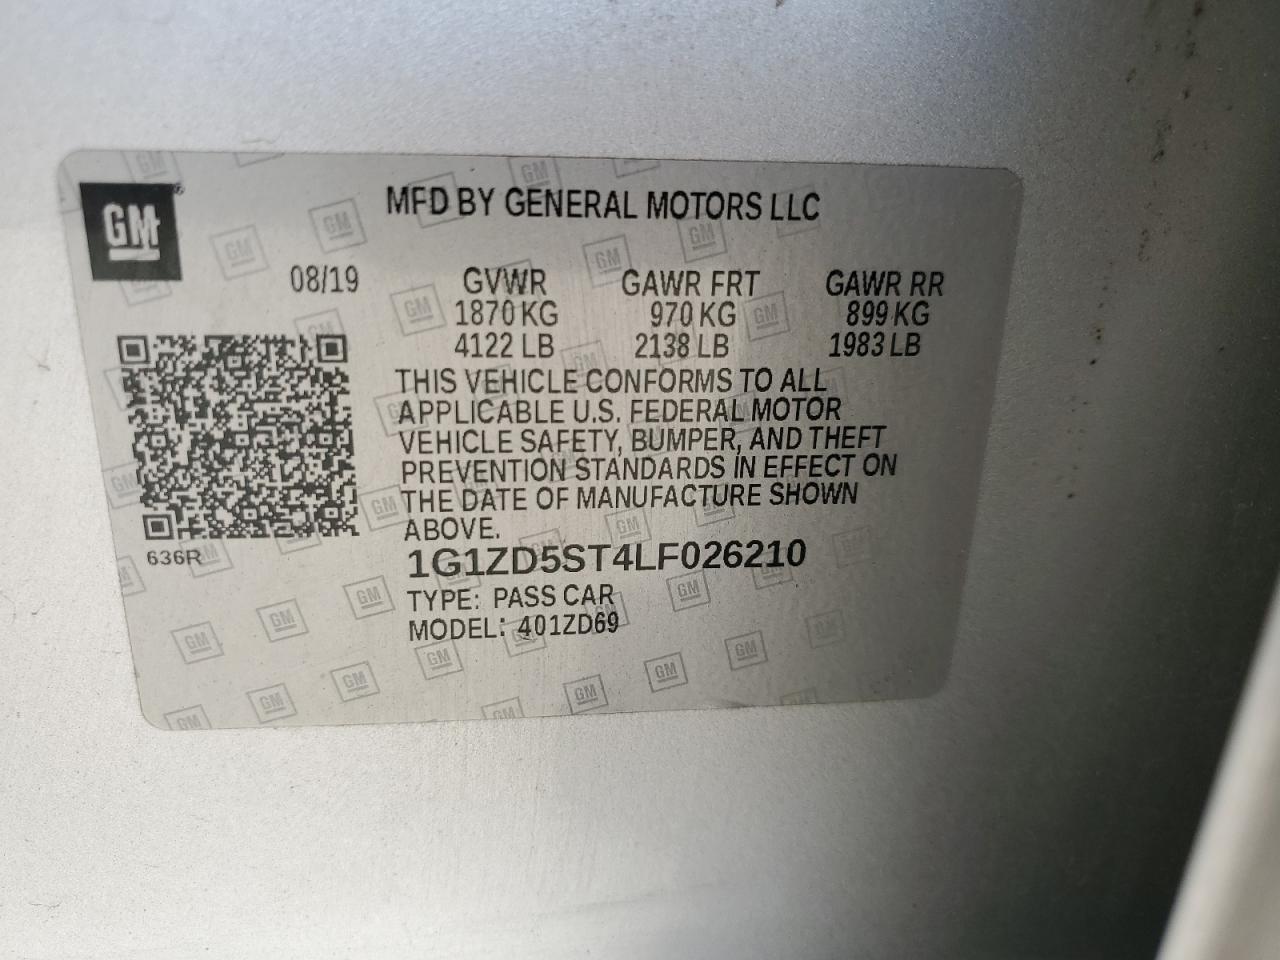 GM
MFD BY GENERAL MOTORS LLC
08/19 GVWR GAWR FRT GAWR RR
1870 KG 970 KG 899 KG
4122 LB 2138 LB 1983 LB
THIS VEHICLE CONFORMS TO ALL
APPLICABLE U.S. FEDERAL MOTOR
VEHICLE SAFETY, BUMPER, AND THEFT
PREVENTION STANDARDS IN EFFECT ON
THE DATE OF MANUFACTURE SHOWN
ABOVE.
636R
1G1ZD5ST4LF026210
TYPE: PASS CAR
MODEL: 401ZD69